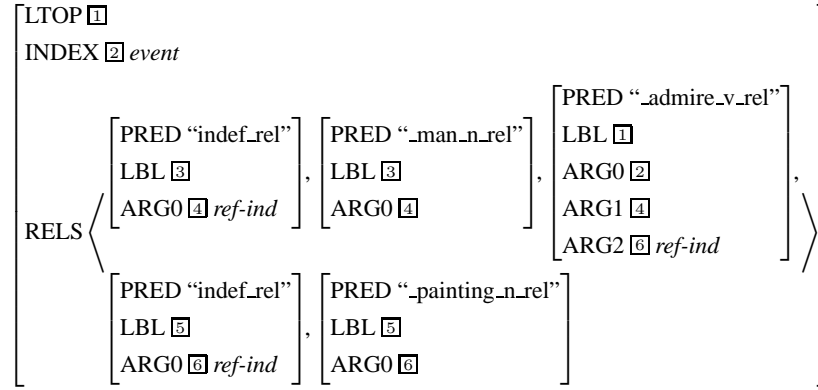 LTOP 1
INDEX 2 event
RELS
PRED “indef_rel”
LBL 3
ARG0 4 ref-ind
,
PRED “_man_n_rel”
LBL 3
ARG0 4
,
PRED “_admire_v_rel”
LBL 1
ARG0 2
ARG1 4
ARG2 6 ref-ind
,
PRED “indef_rel”
LBL 5
ARG0 6 ref-ind
,
PRED “_painting_n_rel”
LBL 5
ARG0 6